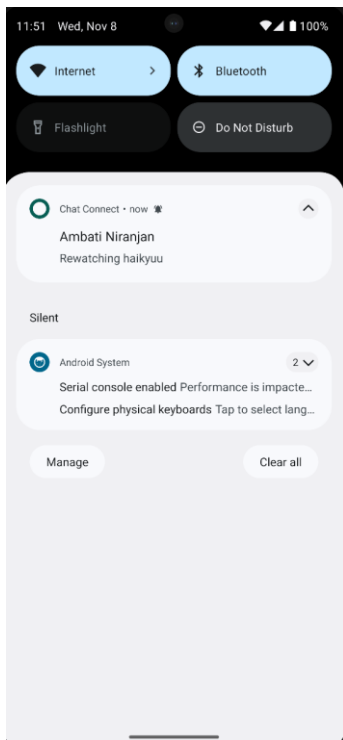 11:51 Wed, Nov 8 100%
Internet Bluetooth
Flashlight Do Not Disturb
Chat Connect • now
Ambati Niranjan
Rewatching haikyuu
Silent
Android System 2
Serial console enabled Performance is impacte...
Configure physical keyboards Tap to select lang...
Manage Clear all